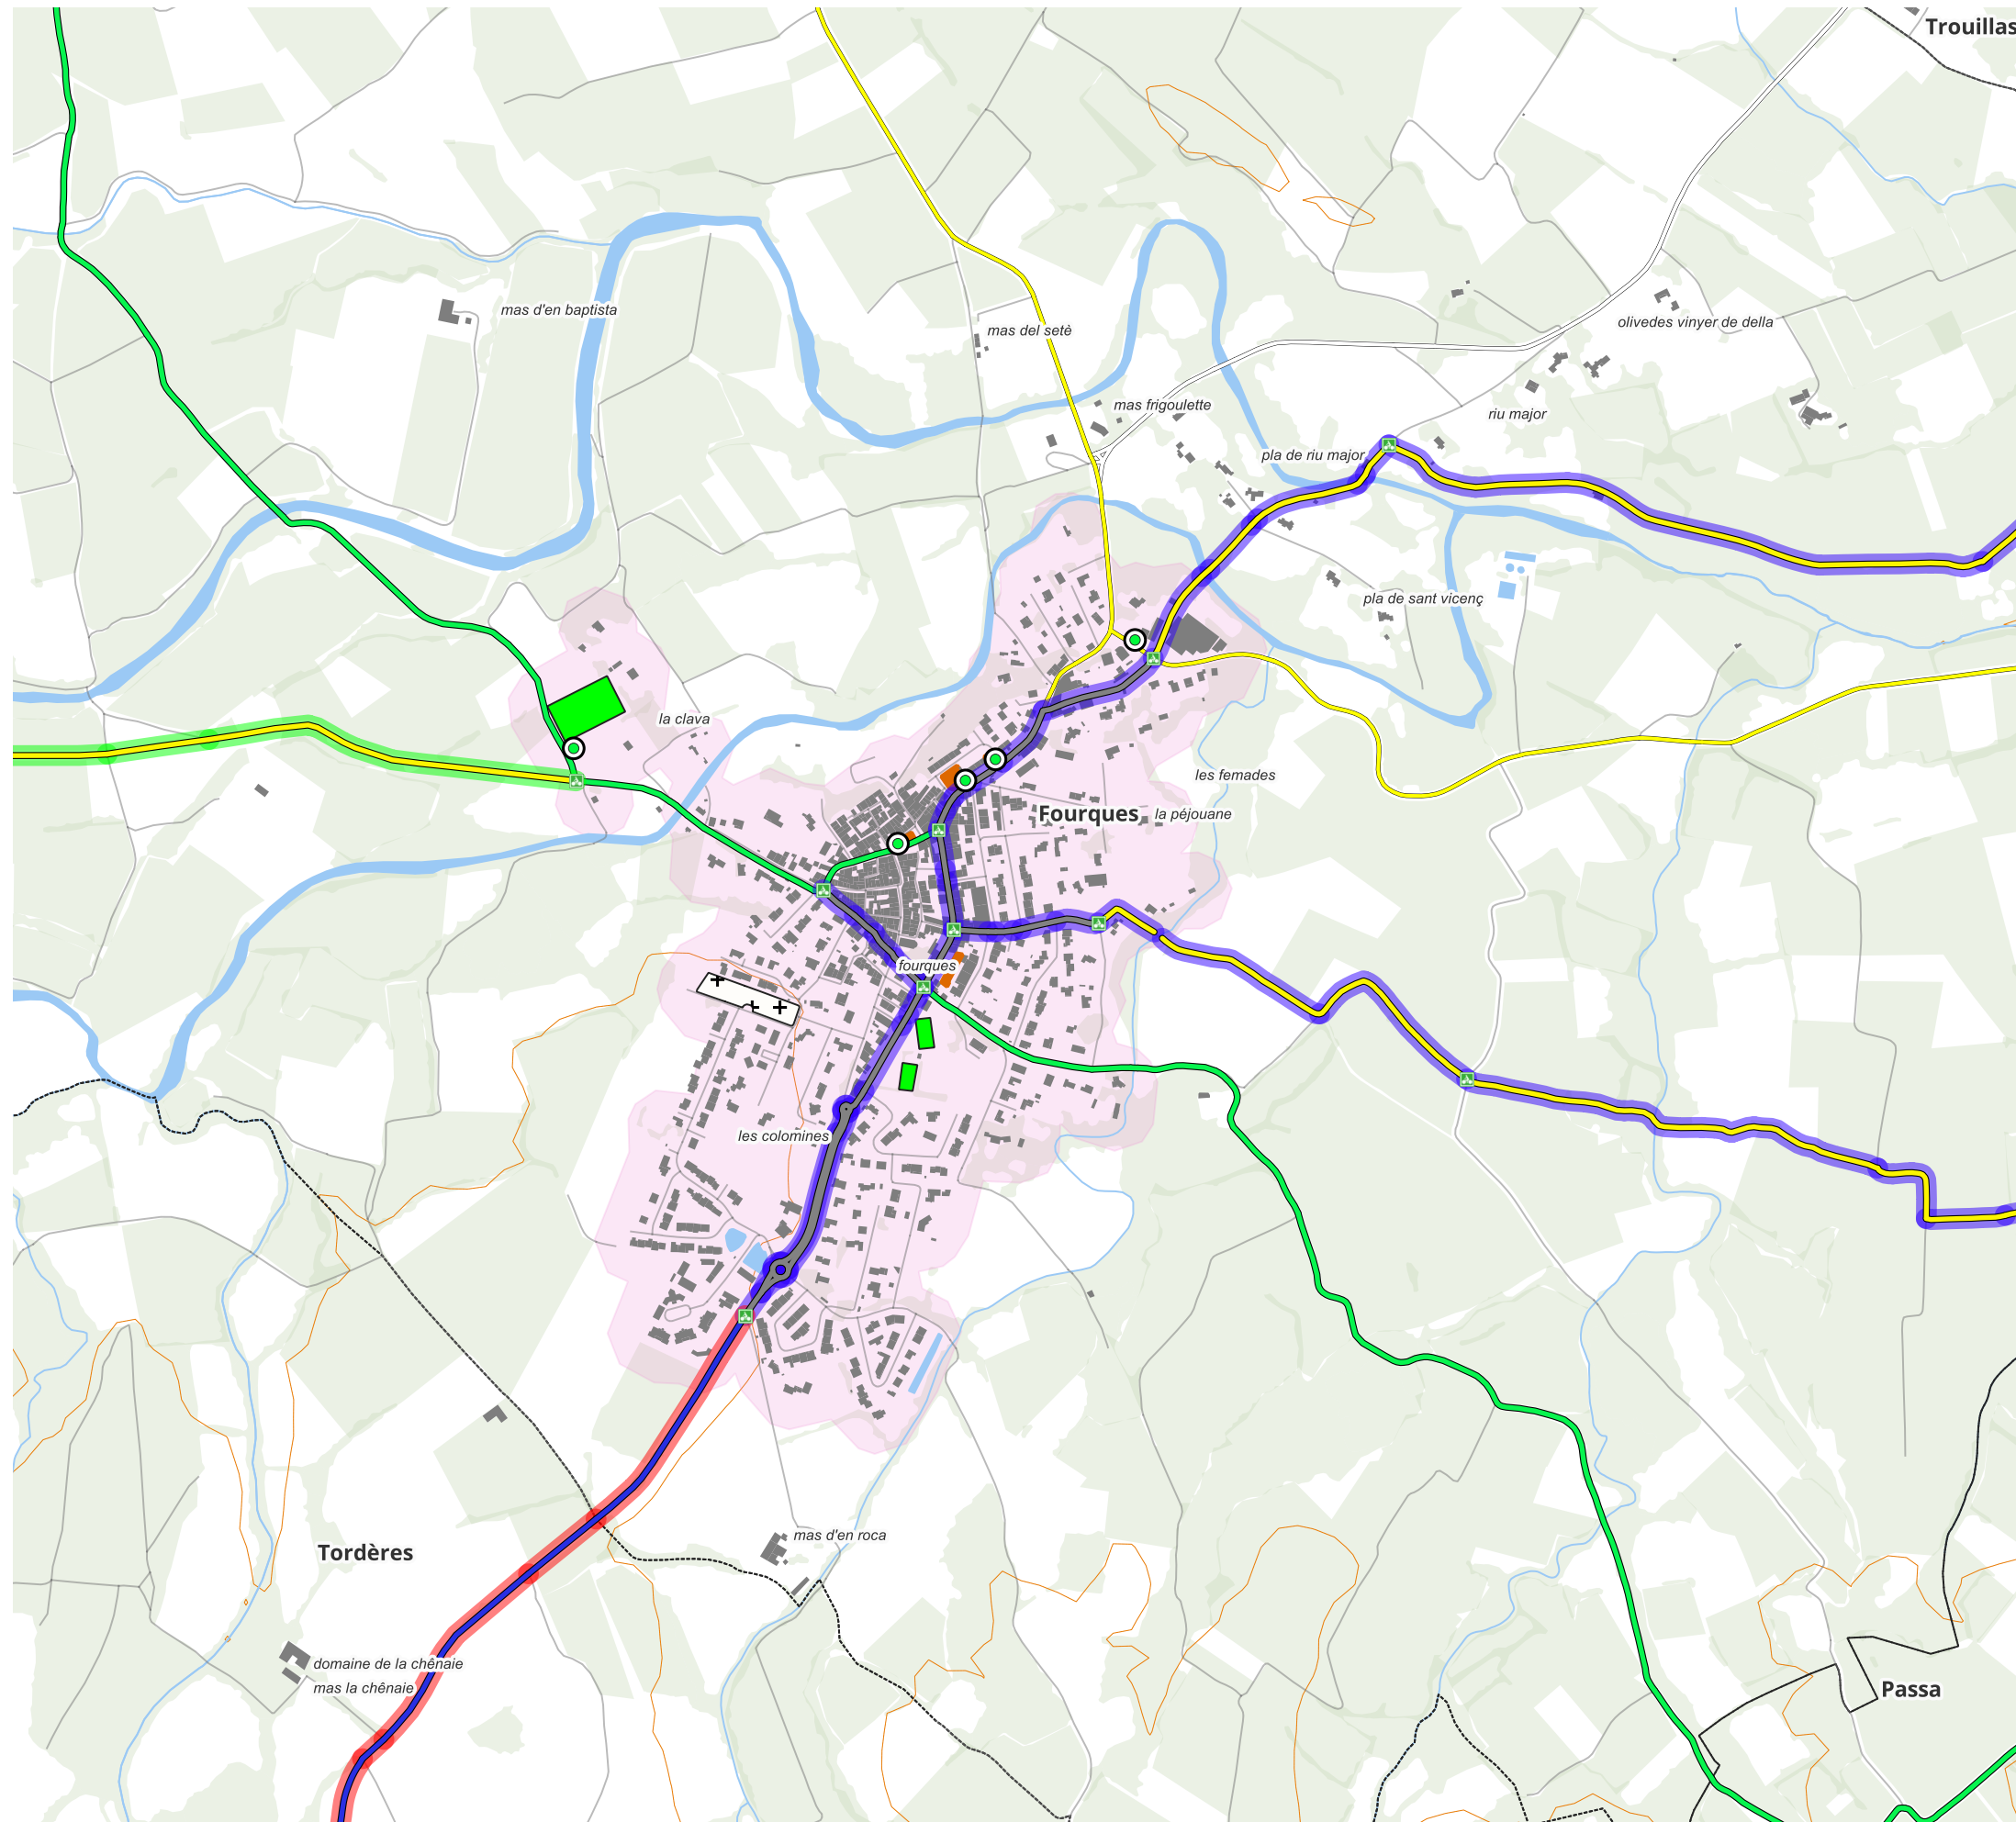 Trouillas
mas d'en baptista
mas del setè
olivedes vinyer de della
mas frigoulette
riu major
pla de riu major
pla de sant vicenç
la clava
les femades
Fourques
la péjouane
fourques
les colomines
mas d'en roca
Tordères
domaine de la chênaie
mas la chênaie
Passa